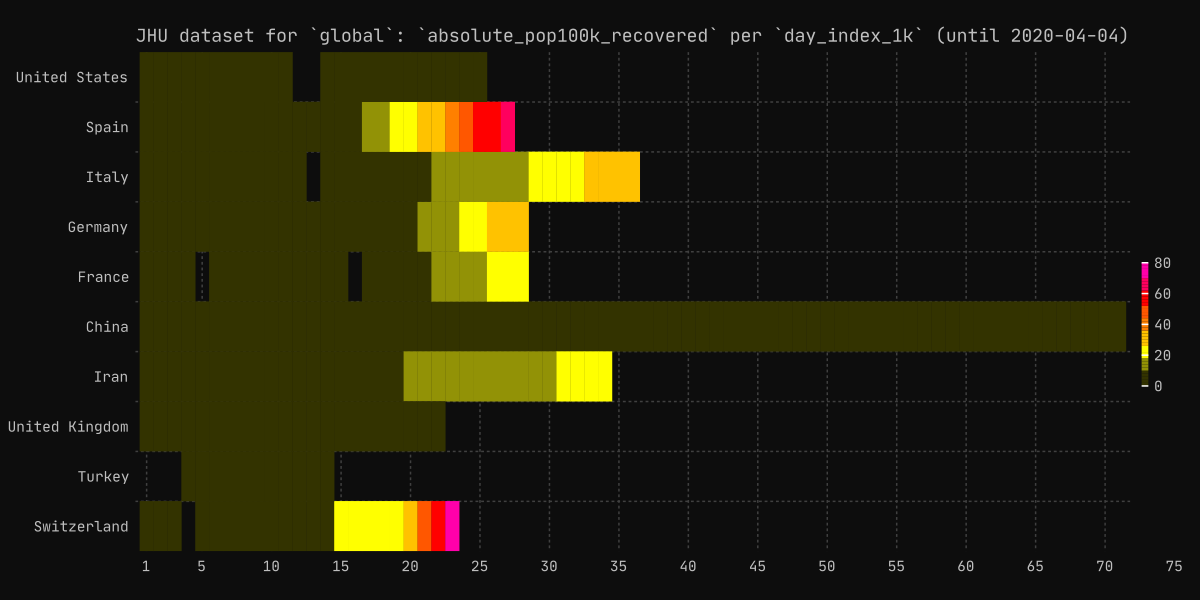 JHU dataset for `global`: `absolute_pop100k_recovered` per `day_index_1k` (until 2020-04-04)
United States
Spain
Italy
Germany
France
China
Iran
United Kingdom
Turkey
Switzerland
80
60
40
20
0
1 5 10 15 20 25 30 35 40 45 50 55 60 65 70 75